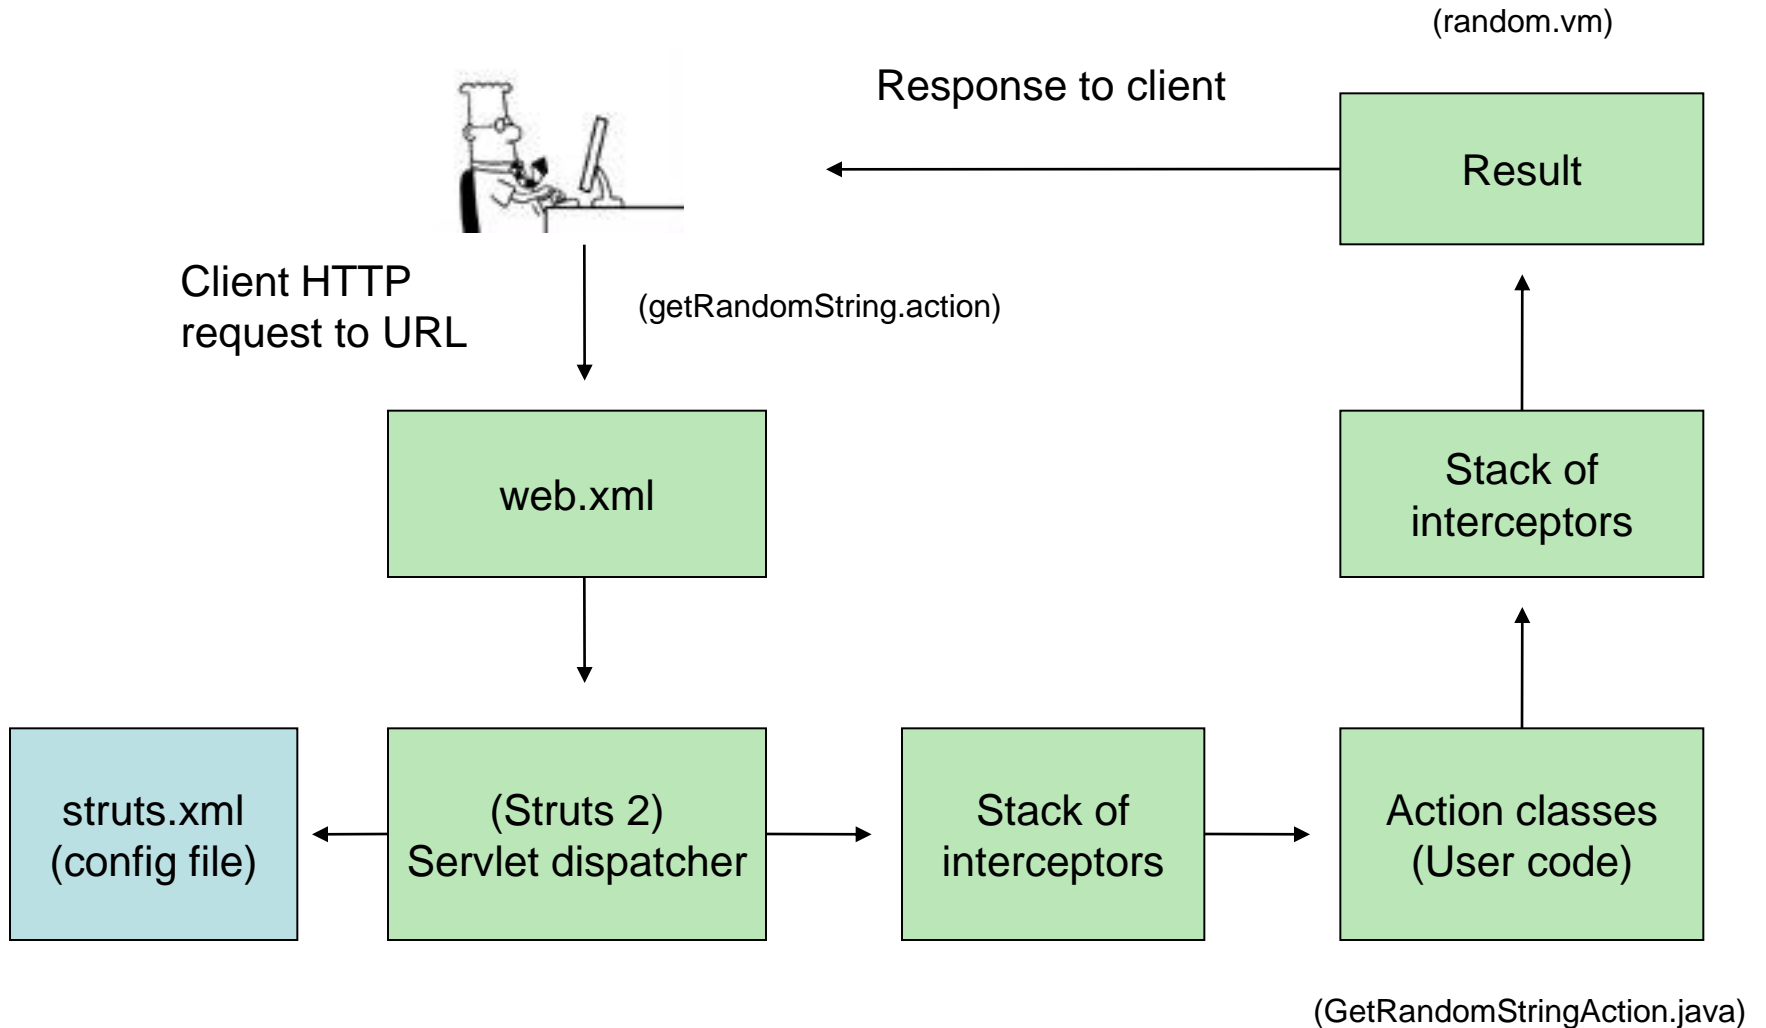 (random.vm)
Response to client
Result
Client HTTP
request to URL
(getRandomString.action)
web.xml
Stack of
interceptors
struts.xml
(config file)
(Struts 2)
Servlet dispatcher
Stack of
interceptors
Action classes
(User code)
(GetRandomStringAction.java)